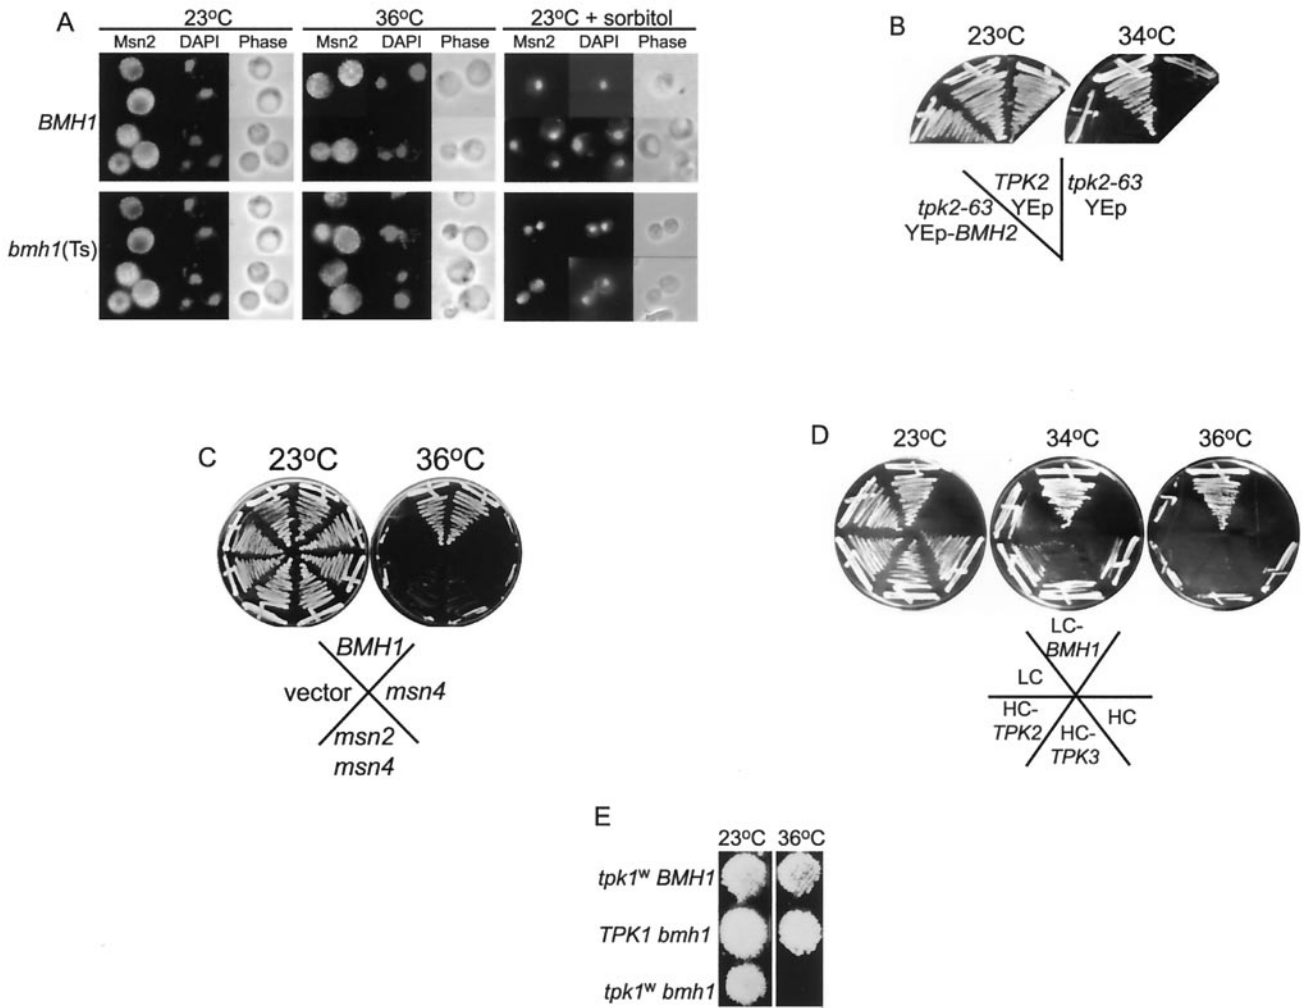 A
23°C
36°C
23°C + sorbitol
Msn2 DAPI Phase
Msn2 DAPI Phase
Msn2 DAPI Phase
BMH1
bmh1(Ts)
B
23°C
34°C
TPK2
YEp
tpk2-63
YEp
tpk2-63
YEp-BMH2
C
23°C
36°C
BMH1
vector
msn4
msn2
msn4
D
23°C
34°C
36°C
LC-
BMH1
LC
HC-
TPK2
HC-
TPK3
HC
E
23°C 36°C
tpk1ʷ BMH1
TPK1 bmh1
tpk1ʷ bmh1